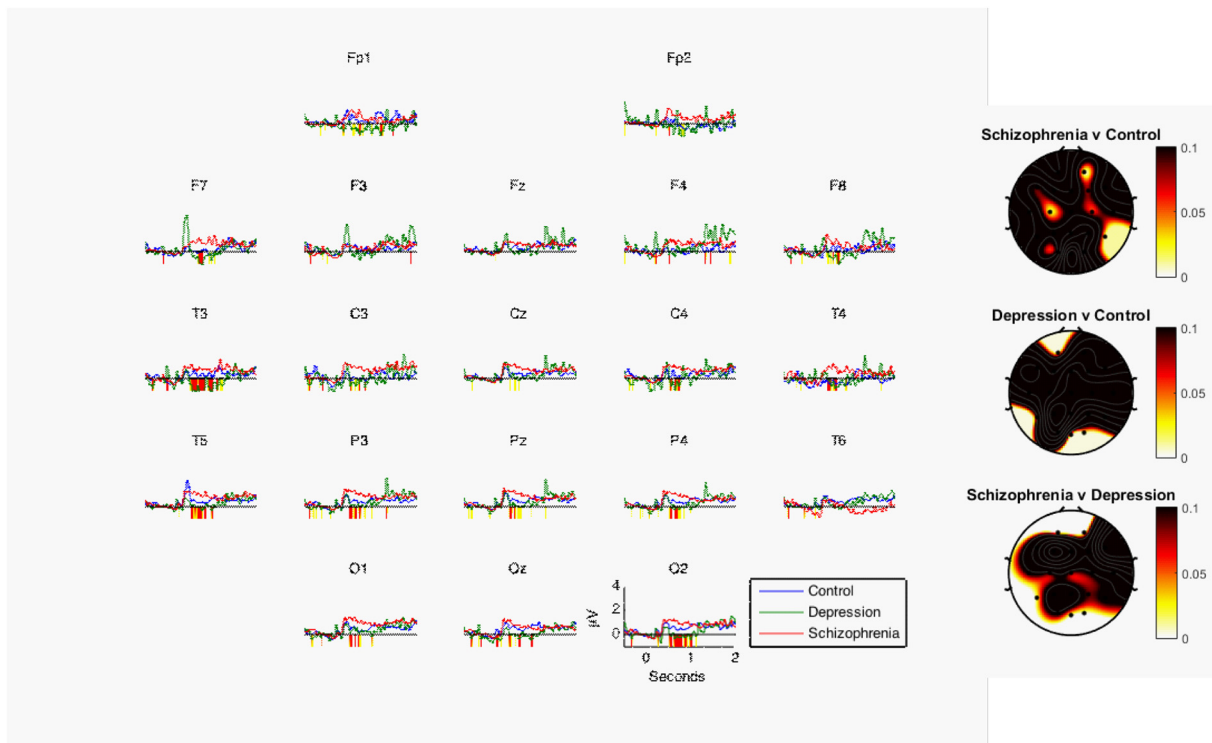 Fp1
Fp2
F7
F3
Fz
F4
F8
T3
C3
Cz
C4
T4
T5
P3
Pz
P4
T6
O1
Oz
O2
4
2
0
µV
0
1
2
Seconds
Control
Depression
Schizophrenia
Schizophrenia v Control
0.1
0.05
0
Depression v Control
0.1
0.05
0
Schizophrenia v Depression
0.1
0.05
0